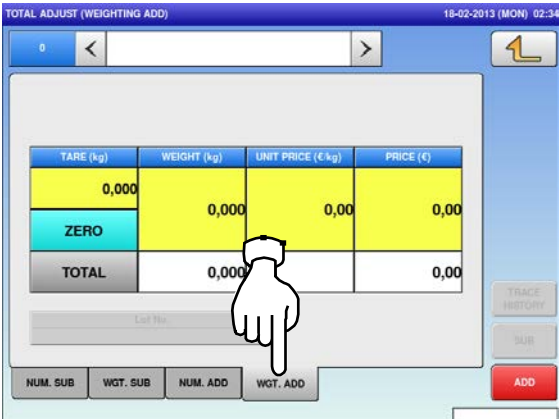 TOTAL ADJUST (WEIGHTING ADD) 18-02-2013 (MON) 02:34
0
TARE (kg) WEIGHT (kg) UNIT PRICE (€/kg) PRICE (€)
0,000 0,000 0,00 0,00
ZERO
TOTAL 0,000 0,00
TRACE HISTORY
Lot No.
SUB
NUM. SUB WGT. SUB NUM. ADD WGT. ADD ADD